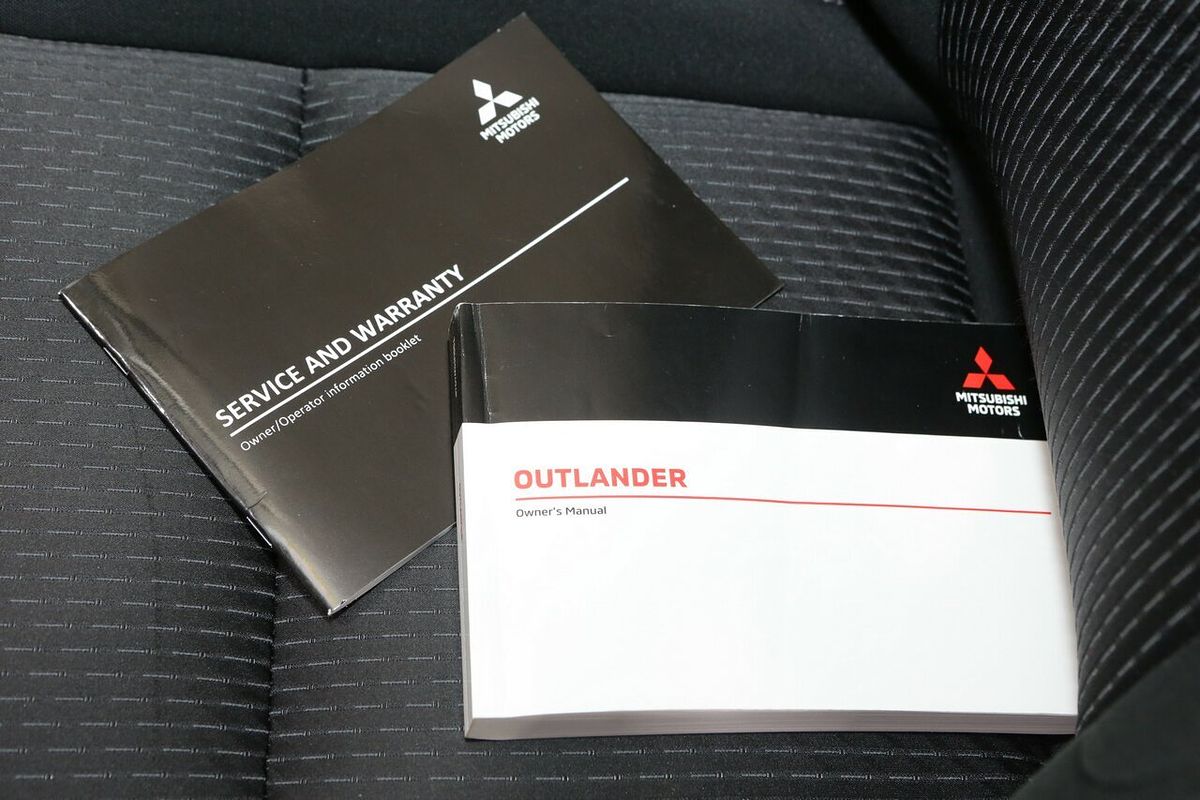 MITSUBISHI
MOTORS
SERVICE AND WARRANTY
Owner/Operator information booklet
MITSUBISHI
MOTORS
OUTLANDER
Owner's Manual